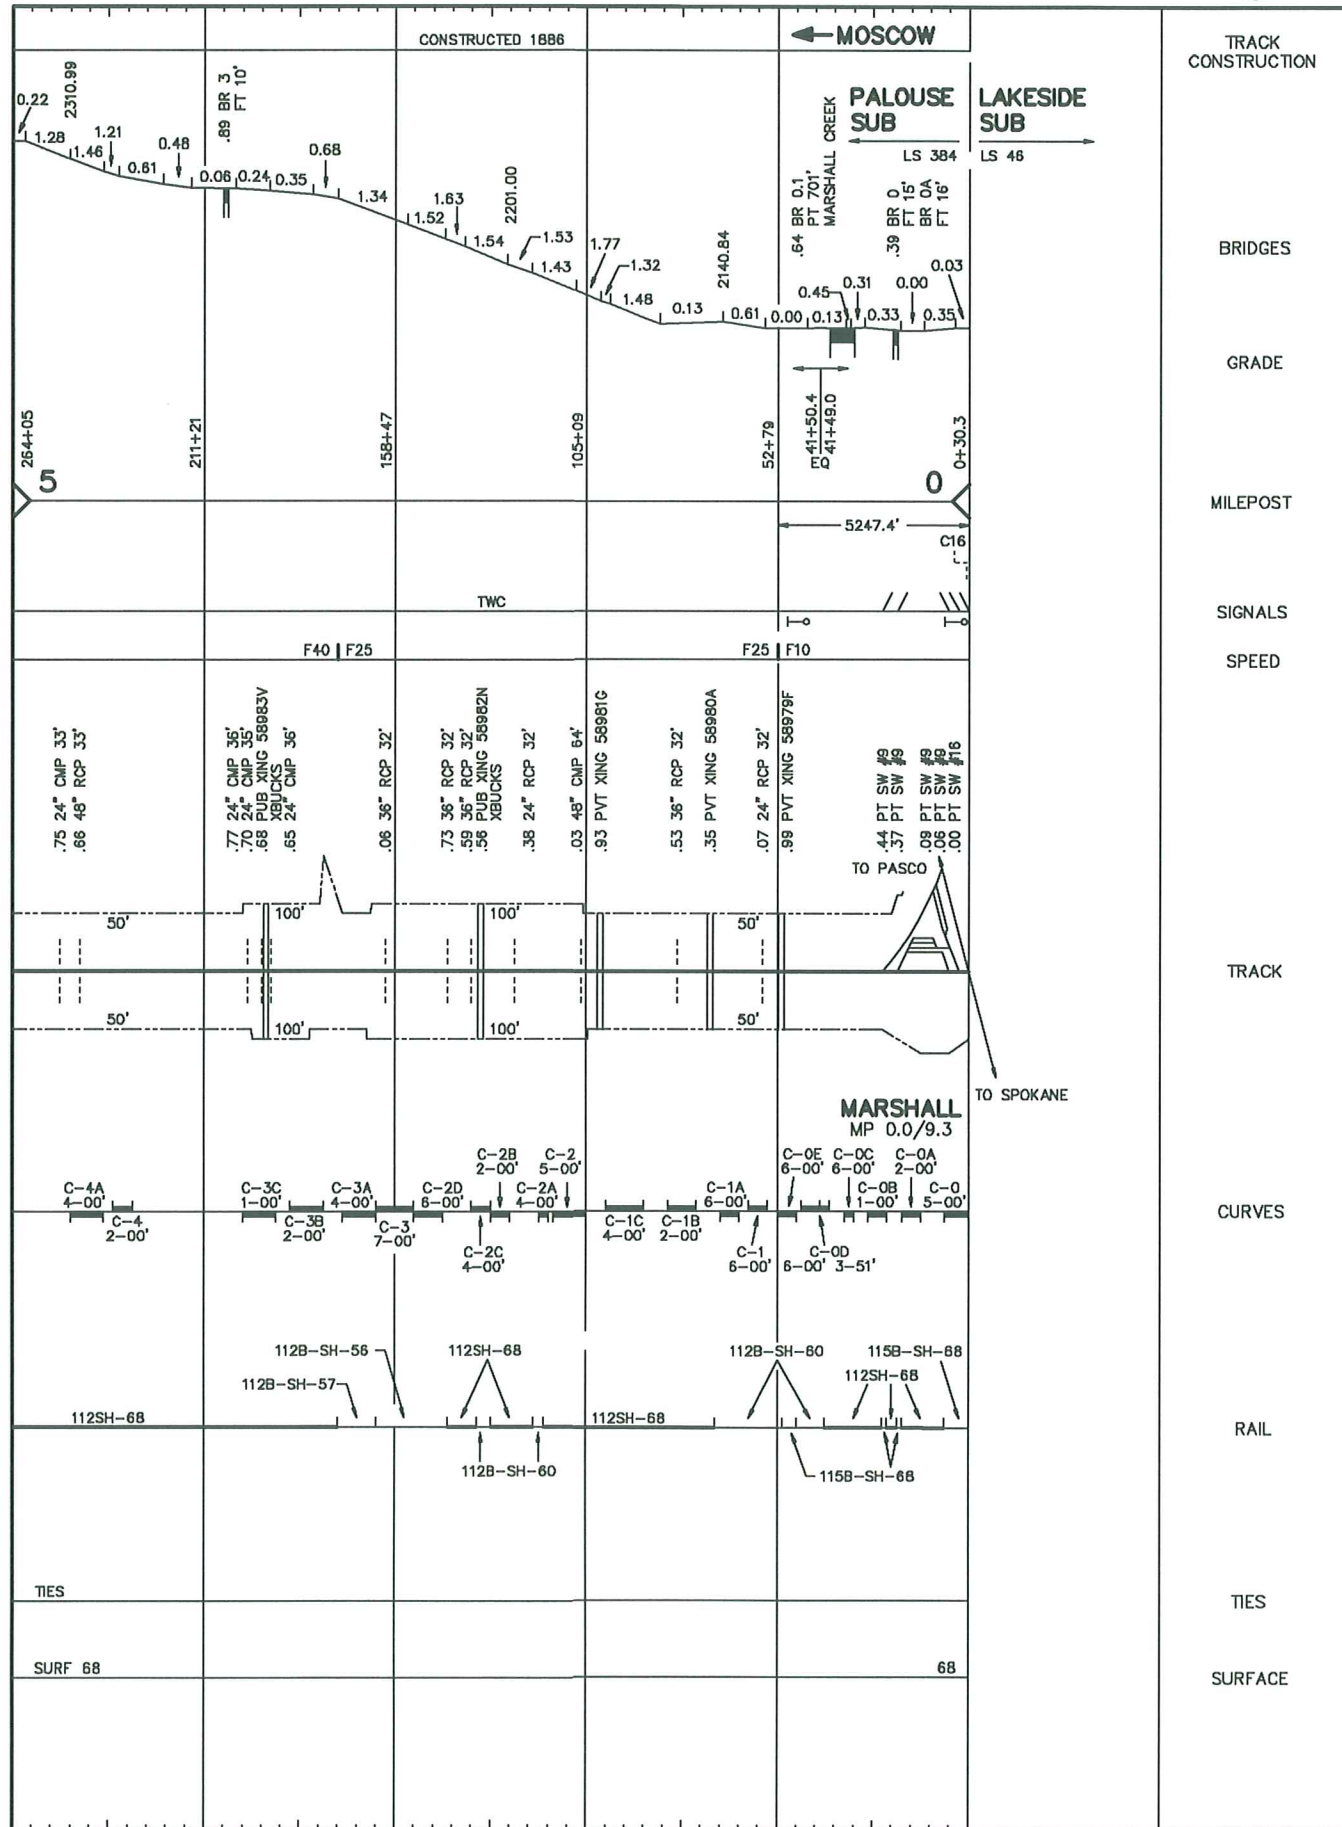 CONSTRUCTED 1886
MOSCOW
TRACK
CONSTRUCTION
PALOUSE
SUB
LAKESIDE
SUB
LS 384
LS 46
0.22
2310.99
1.28
1.46
1.21
0.61
0.48
.89 BR 3
FT 10'
0.06
0.24
0.35
0.68
1.34
1.52
1.63
1.54
2201.00
1.53
1.43
1.77
1.32
1.48
0.13
2140.84
0.61
0.00
.64 BR 0.1
PT 701'
MARSHALL CREEK
0.13
0.45
0.31
0.33
.39 BR 0
FT 15'
BR 0A
FT 16'
0.00
0.35
0.03
BRIDGES
GRADE
264+05
211+21
158+47
105+09
52+79
EQ 41+50.4
41+49.0
0+30.3
5
0
MILEPOST
5247.4'
C16
TWC
SIGNALS
F40
F25
F25
F10
SPEED
.75 24" CMP 33'
.66 48" RCP 33'
.77 24" CMP 36'
.70 24" CMP 35'
.68 PUB XING 58983V
XBUCKS
.65 24" CMP 36'
.06 36" RCP 32'
.73 36" RCP 32'
.59 36" RCP 32'
.56 PUB XING 58982N
XBUCKS
.38 24" RCP 32'
.03 48" CMP 64'
.93 PVT XING 58981G
.53 36" RCP 32'
.35 PVT XING 58980A
.07 24" RCP 32'
.99 PVT XING 58979F
.44 PT SW #9
.37 PT SW #9
.09 PT SW #9
.06 PT SW #9
.00 PT SW #16
TO PASCO
50'
100'
100'
50'
TRACK
50'
100'
100'
50'
TO SPOKANE
MARSHALL
MP 0.0/9.3
C-4A
4-00'
C-4
2-00'
C-3C
1-00'
C-3B
2-00'
C-3A
4-00'
C-3
7-00'
C-2D
6-00'
C-2C
4-00'
C-2B
2-00'
C-2A
4-00'
C-2
5-00'
C-1C
4-00'
C-1B
2-00'
C-1A
6-00'
C-1
6-00'
C-0E
6-00'
C-0D
6-00' 3-51'
C-0C
6-00'
C-0B
1-00'
C-0A
2-00'
C-0
5-00'
CURVES
112B-SH-56
112SH-68
112B-SH-60
115B-SH-68
112B-SH-57
112SH-68
112SH-68
112SH-68
RAIL
112B-SH-60
115B-SH-68
TIES
TIES
SURF 68
68
SURFACE